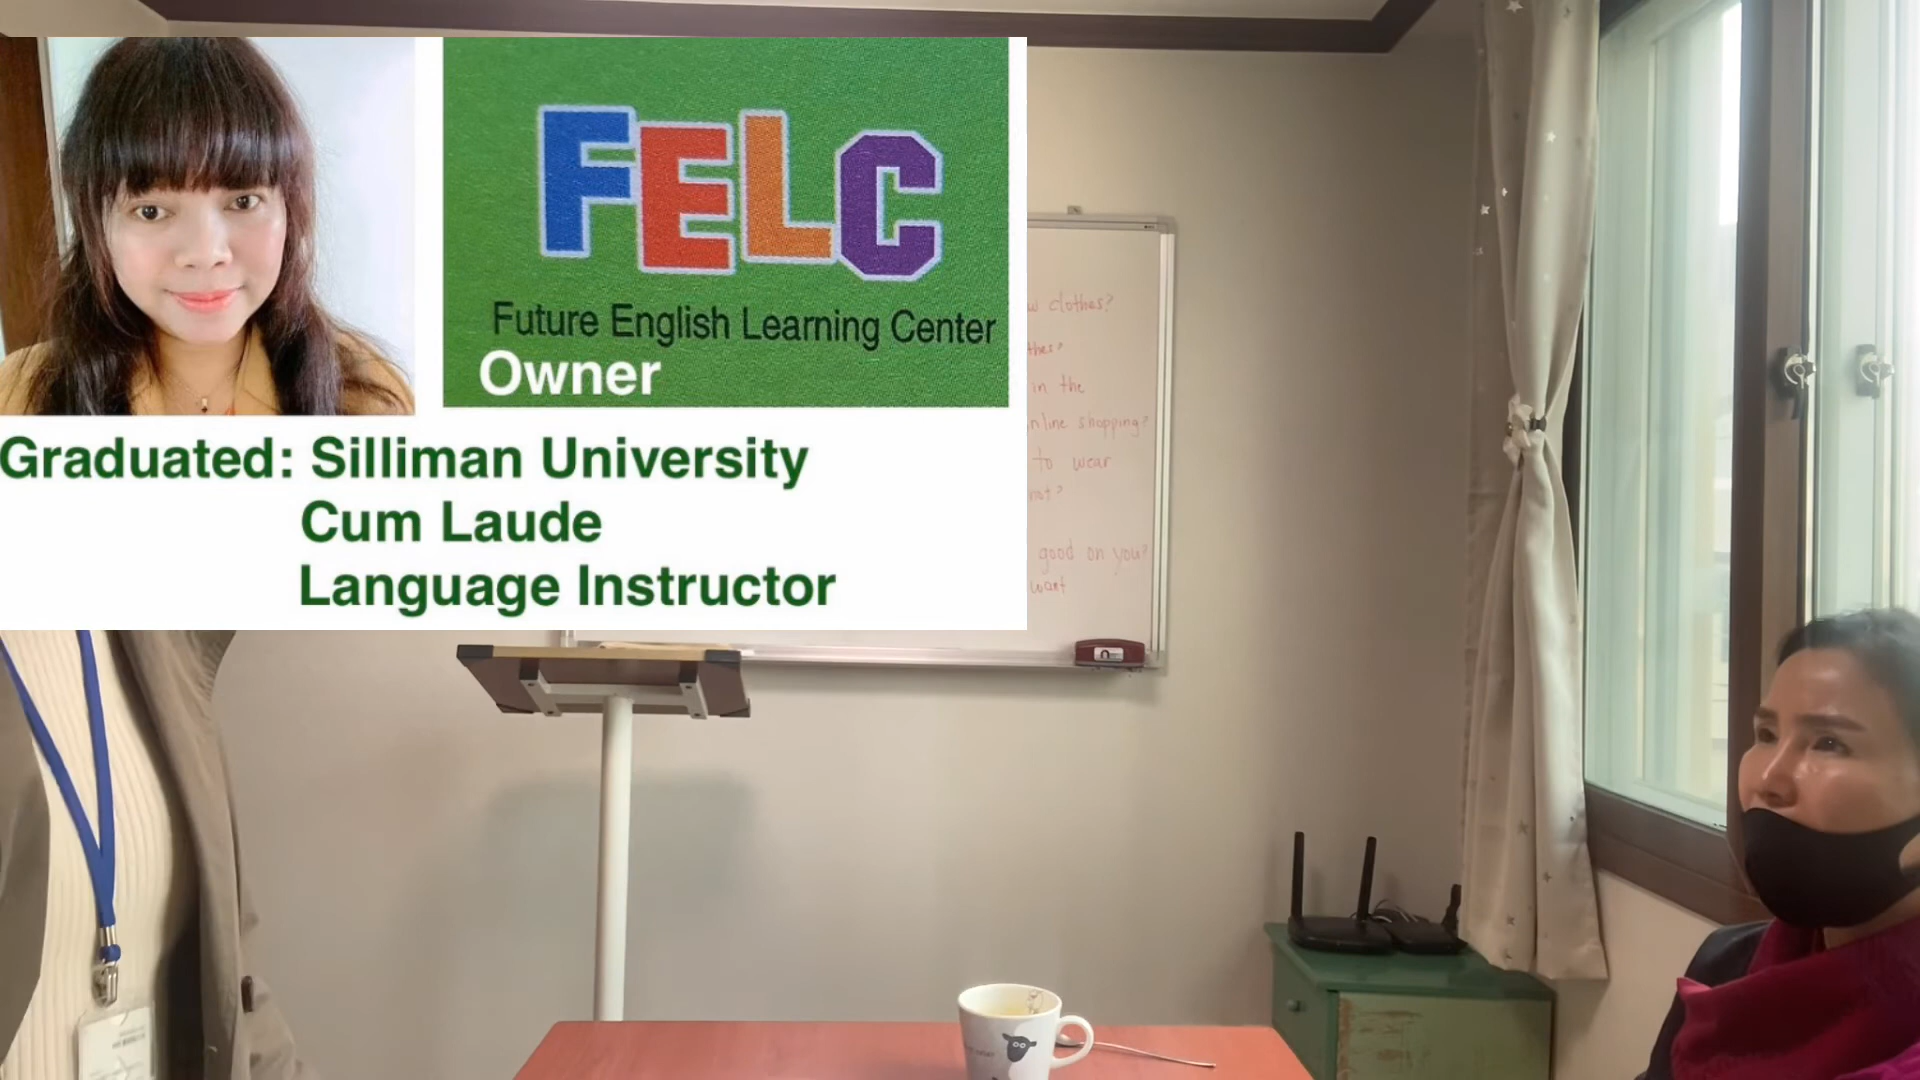 FELC
Future English Learning Center
Owner
Graduated: Silliman University
Cum Laude
Language Instructor
clothes?
in the
shopping?
to wear
good on you?
want